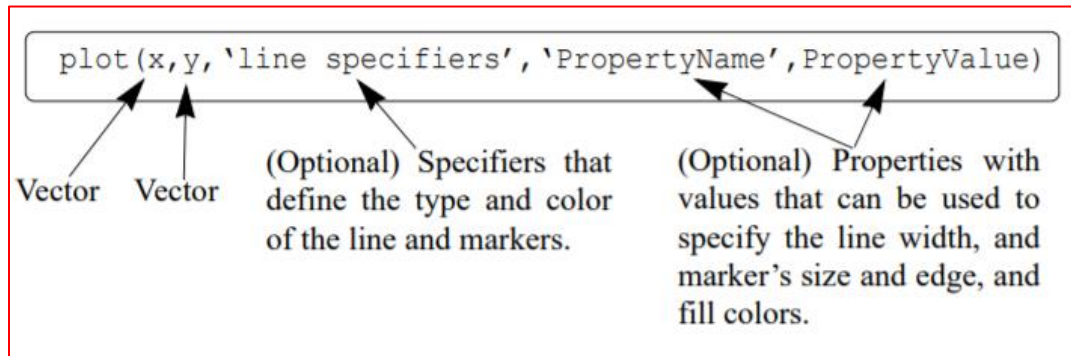 plot(x,y,‘line specifiers’,‘PropertyName’,PropertyValue)
Vector
Vector
(Optional) Specifiers that
define the type and color
of the line and markers.
(Optional) Properties with
values that can be used to
specify the line width, and
marker’s size and edge, and
fill colors.